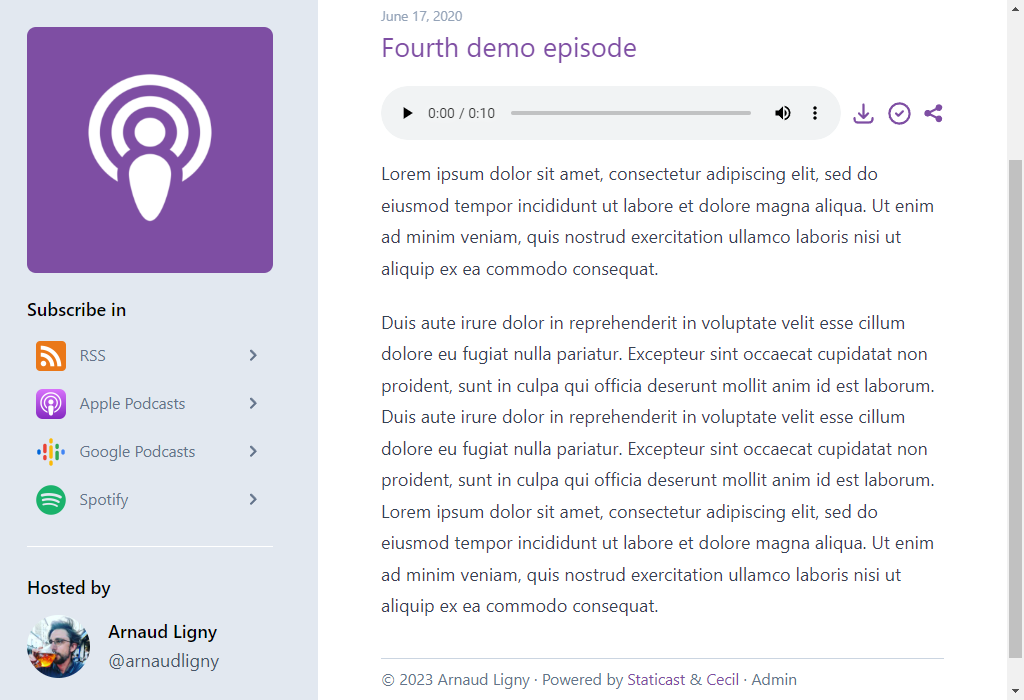 Subscribe in
RSS
Apple Podcasts
Google Podcasts
Spotify
Hosted by
Arnaud Ligny
@arnaudligny
June 17, 2020
Fourth demo episode
0:00 / 0:10
Lorem ipsum dolor sit amet, consectetur adipiscing elit, sed do
eiusmod tempor incididunt ut labore et dolore magna aliqua. Ut enim
ad minim veniam, quis nostrud exercitation ullamco laboris nisi ut
aliquip ex ea commodo consequat.
Duis aute irure dolor in reprehenderit in voluptate velit esse cillum
dolore eu fugiat nulla pariatur. Excepteur sint occaecat cupidatat non
proident, sunt in culpa qui officia deserunt mollit anim id est laborum.
Duis aute irure dolor in reprehenderit in voluptate velit esse cillum
dolore eu fugiat nulla pariatur. Excepteur sint occaecat cupidatat non
proident, sunt in culpa qui officia deserunt mollit anim id est laborum.
Lorem ipsum dolor sit amet, consectetur adipiscing elit, sed do
eiusmod tempor incididunt ut labore et dolore magna aliqua. Ut enim
ad minim veniam, quis nostrud exercitation ullamco laboris nisi ut
aliquip ex ea commodo consequat.
© 2023 Arnaud Ligny · Powered by Staticast & Cecil · Admin